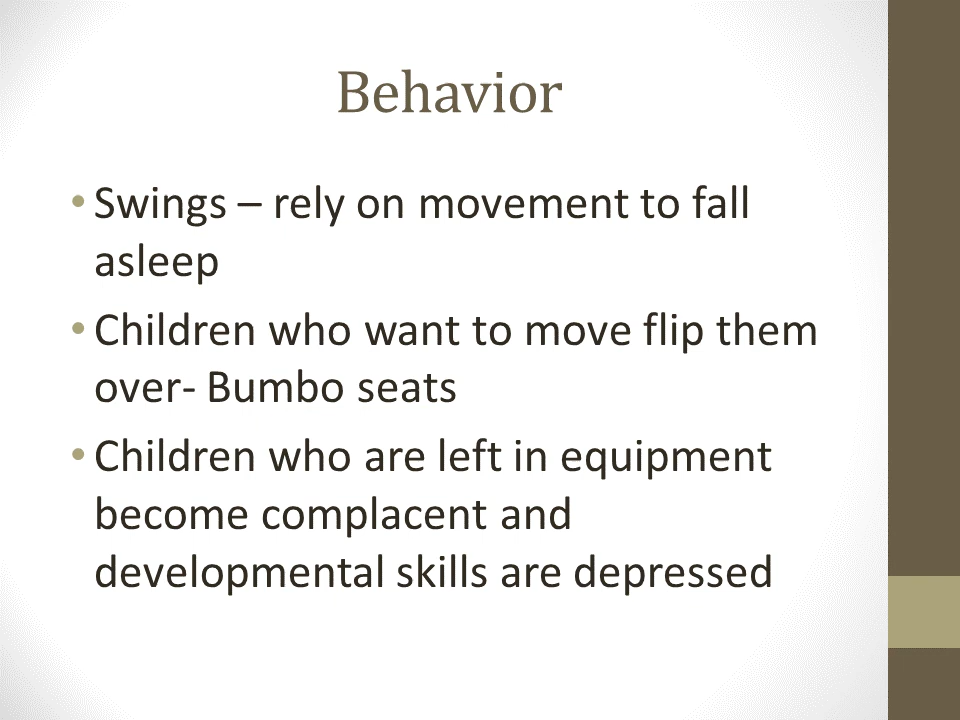 Behavior
• Swings – rely on movement to fall
asleep
• Children who want to move flip them
over- Bumbo seats
• Children who are left in equipment
become complacent and
developmental skills are depressed